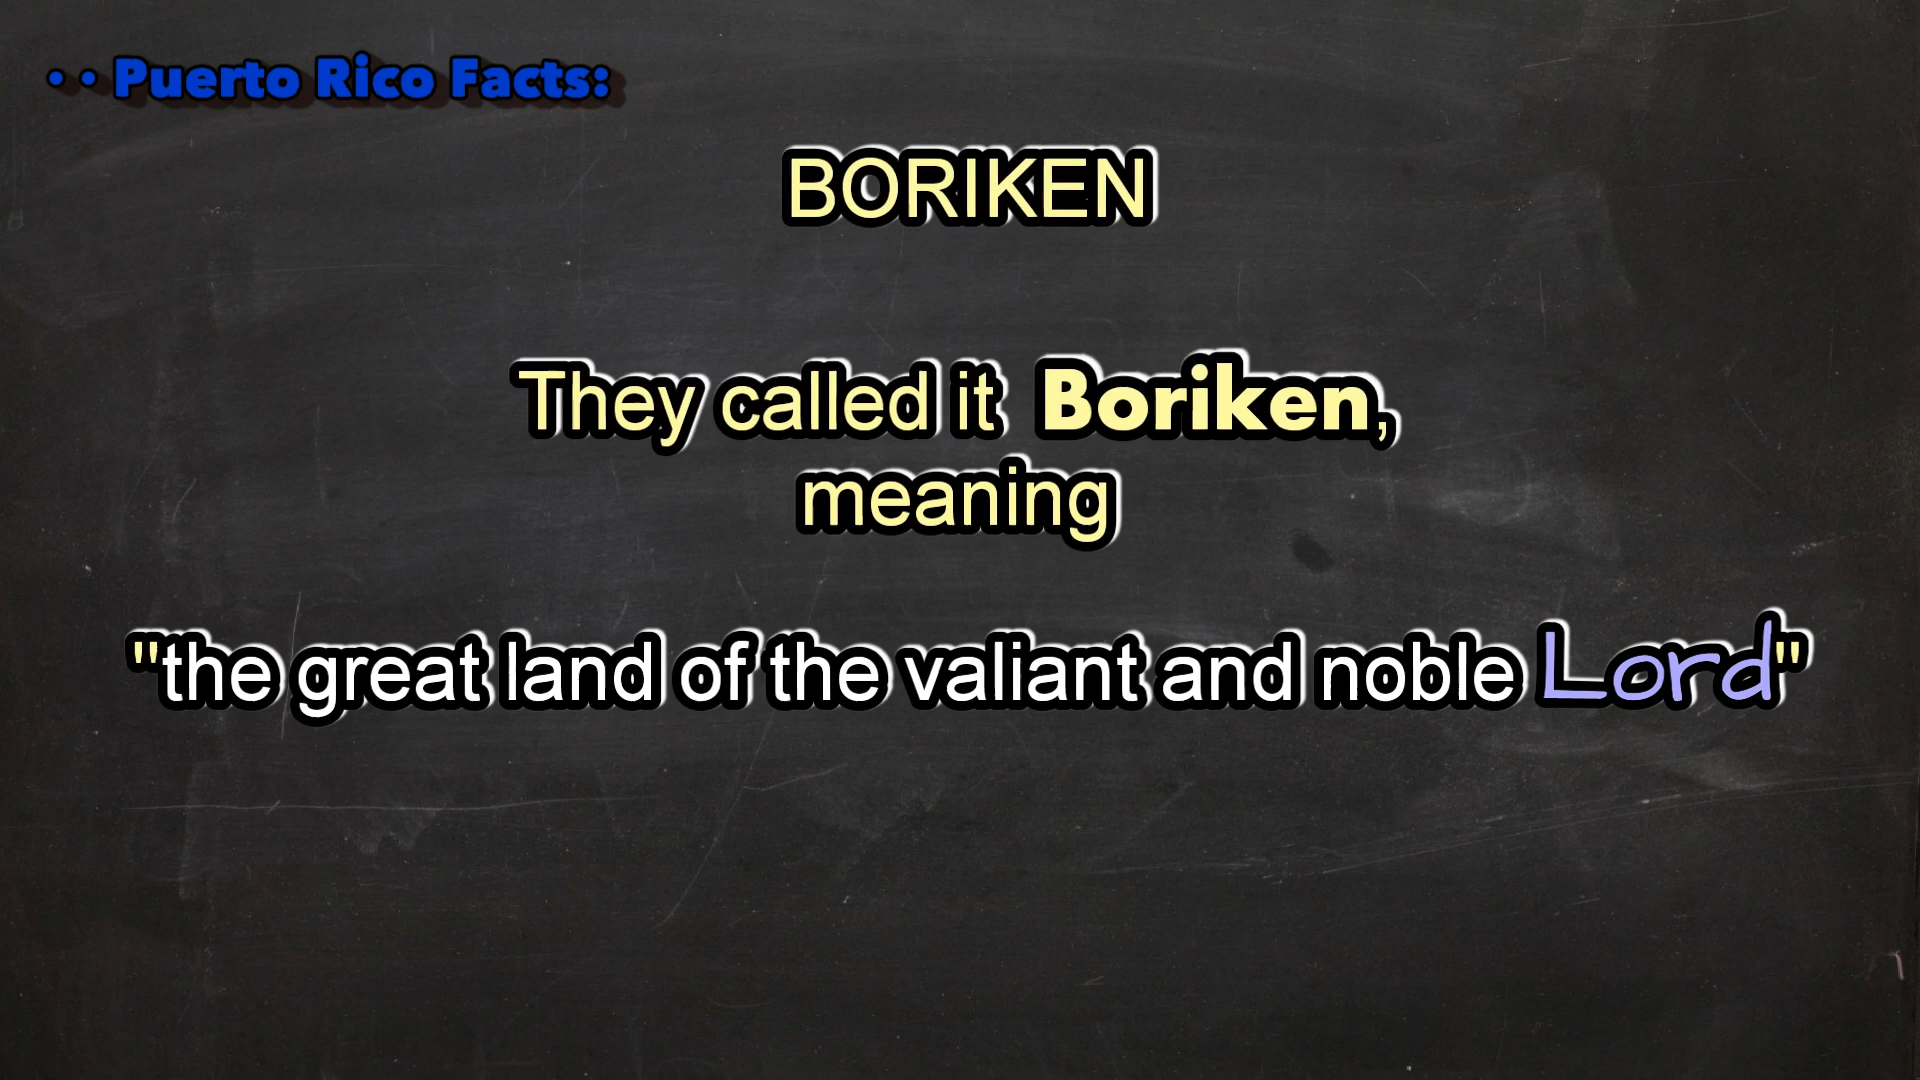 · · Puerto Rico Facts:
BORIKEN
They called it Boriken,
meaning
"the great land of the valiant and noble Lord"